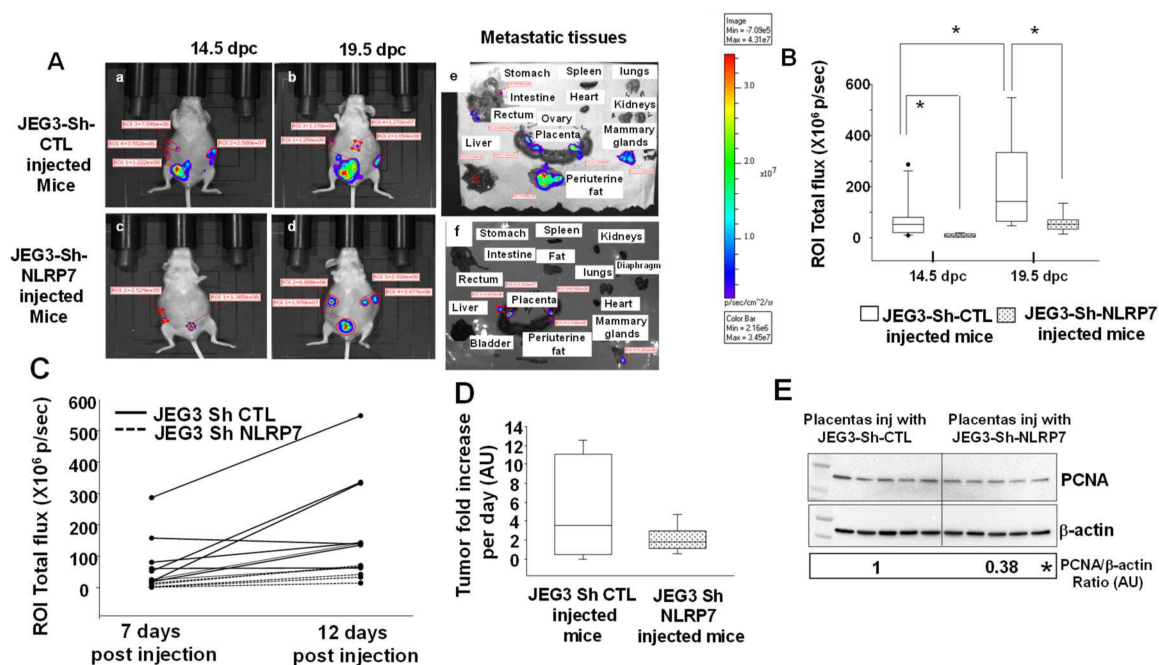 14.5 dpc
19.5 dpc
Metastatic tissues
A
JEG3-Sh-
CTL
injected
Mice
JEG3-Sh-
NLRP7
injected
Mice
a
b
c
d
e
Stomach
Spleen
lungs
Intestine
Heart
Kidneys
Rectum
Ovary
Placenta
Mammary
glands
Liver
Periuterine
fat
f
Stomach
Spleen
Kidneys
Intestine
Fat
Diaphragm
Rectum
lungs
Liver
Placenta
Heart
Mammary
glands
Bladder
Periuterine
fat
Image
Min = -7.09e5
Max = 4.31e7
3.0
2.0
x10⁷
1.0
p/sec/cm^2/sr
Color Bar
Min = 2.16e6
Max = 3.45e7
B
ROI Total flux (X10⁶ p/sec)
600
400
200
0
*
*
*
14.5 dpc
19.5 dpc
JEG3-Sh-CTL
injected mice
JEG3-Sh-NLRP7
injected mice
C
ROI Total flux (X10⁶ p/sec)
600
500
400
300
200
100
0
JEG3 Sh CTL
JEG3 Sh NLRP7
7 days
post injection
12 days
post injection
D
Tumor fold increase
per day (AU)
14
12
10
8
6
4
2
0
JEG3 Sh CTL
injected
mice
JEG3 Sh
NLRP7
injected mice
E
Placentas inj with
JEG3-Sh-CTL
Placentas inj with
JEG3-Sh-NLRP7
PCNA
β-actin
1
0.38
*
PCNA/β-actin
Ratio (AU)